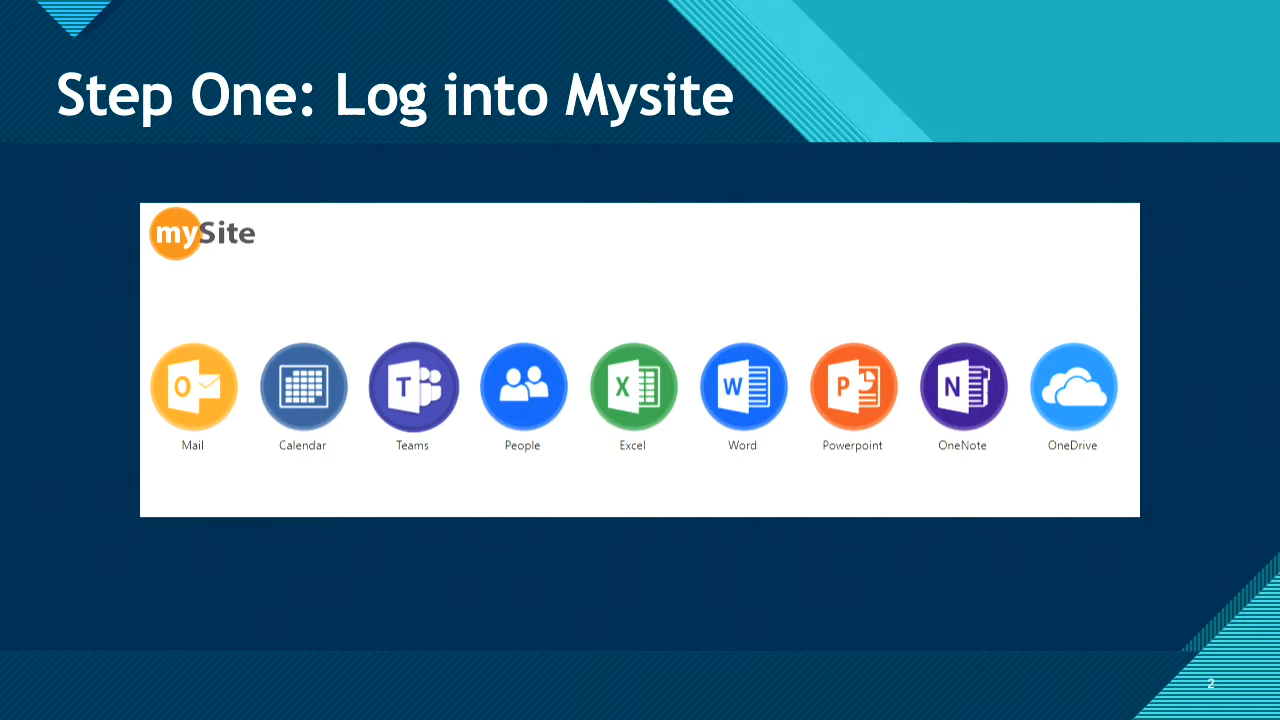 Step One: Log into Mysite
mySite
O T X W P N
Mail Calendar Teams People Excel Word Powerpoint OneNote OneDrive
2